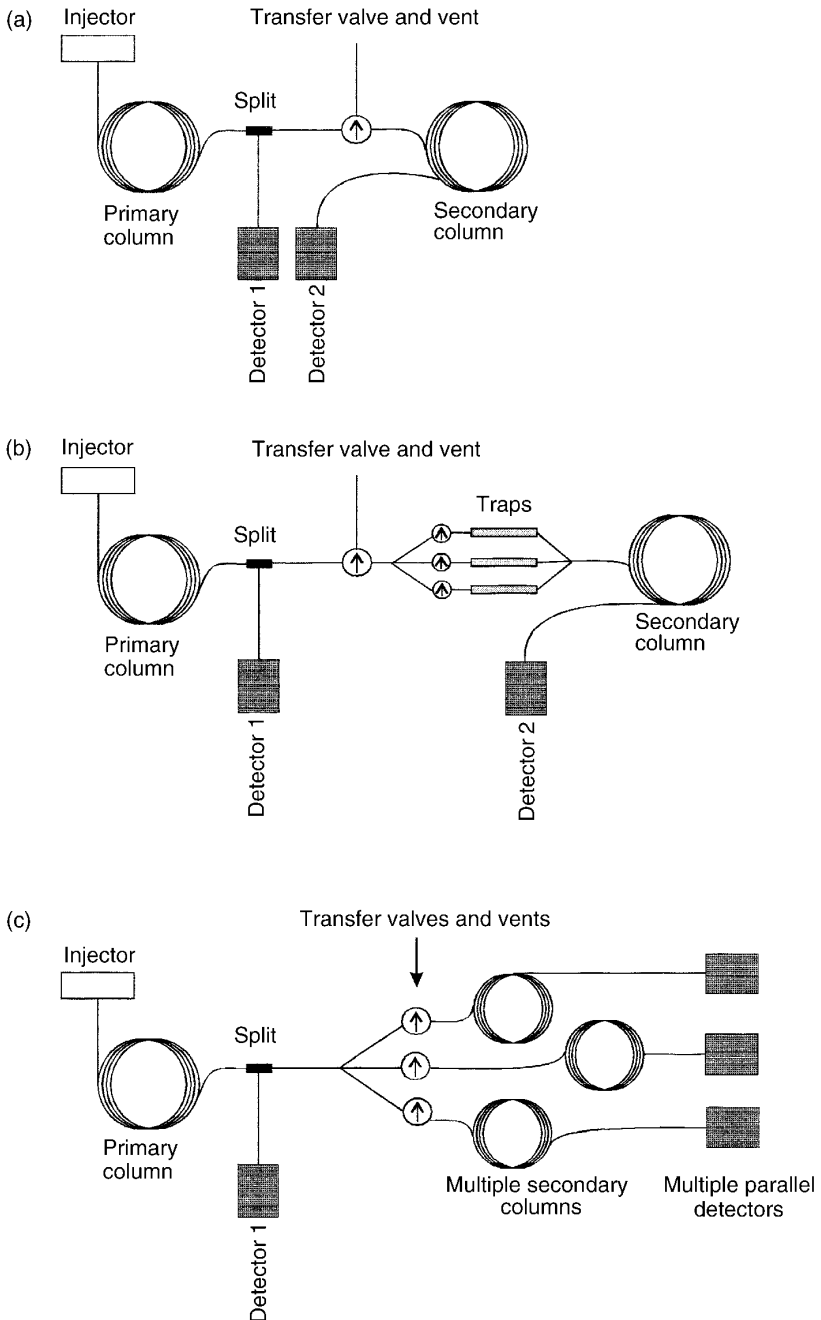 (a)
Injector
Transfer valve and vent
Split
Primary
column
Secondary
column
Detector 1
Detector 2
(b)
Injector
Transfer valve and vent
Traps
Split
Primary
column
Secondary
column
Detector 1
Detector 2
(c)
Transfer valves and vents
Injector
Split
Primary
column
Multiple secondary
columns
Multiple parallel
detectors
Detector 1